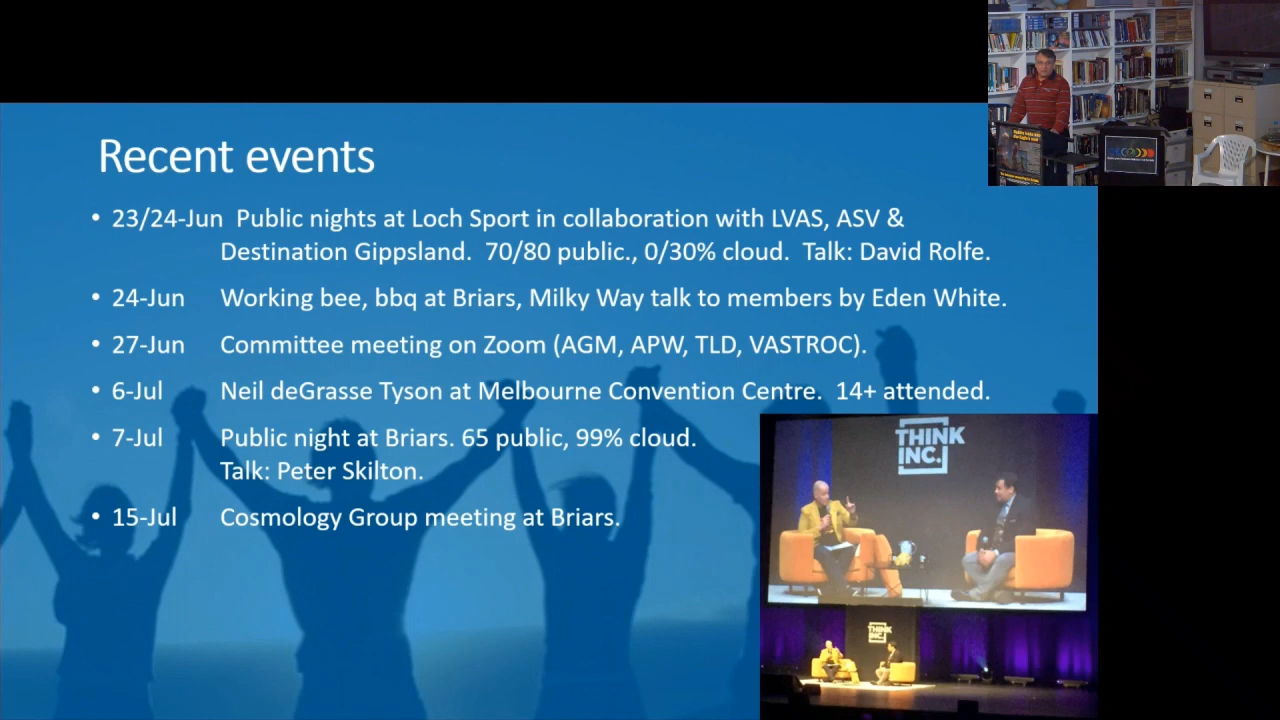 Recent events
• 23/24-Jun Public nights at Loch Sport in collaboration with LVAS, ASV &
Destination Gippsland. 70/80 public., 0/30% cloud. Talk: David Rolfe.
• 24-Jun Working bee, bbq at Briars, Milky Way talk to members by Eden White.
• 27-Jun Committee meeting on Zoom (AGM, APW, TLD, VASTROC).
• 6-Jul Neil deGrasse Tyson at Melbourne Convention Centre. 14+ attended.
• 7-Jul Public night at Briars. 65 public, 99% cloud.
Talk: Peter Skilton.
• 15-Jul Cosmology Group meeting at Briars.
THINK
INC.
THINK
INC.